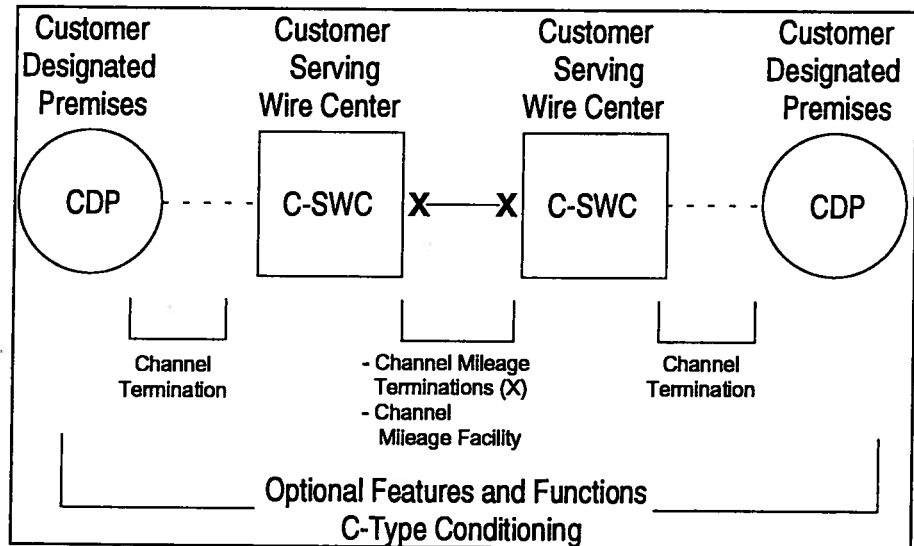 Customer Designated Premises
Customer Serving Wire Center
Customer Serving Wire Center
Customer Designated Premises
CDP
C-SWC
X
X
C-SWC
CDP
Channel
Termination
- Channel Mileage
Terminations (X)
- Channel
Mileage Facility
Channel
Termination
Optional Features and Functions
C-Type Conditioning